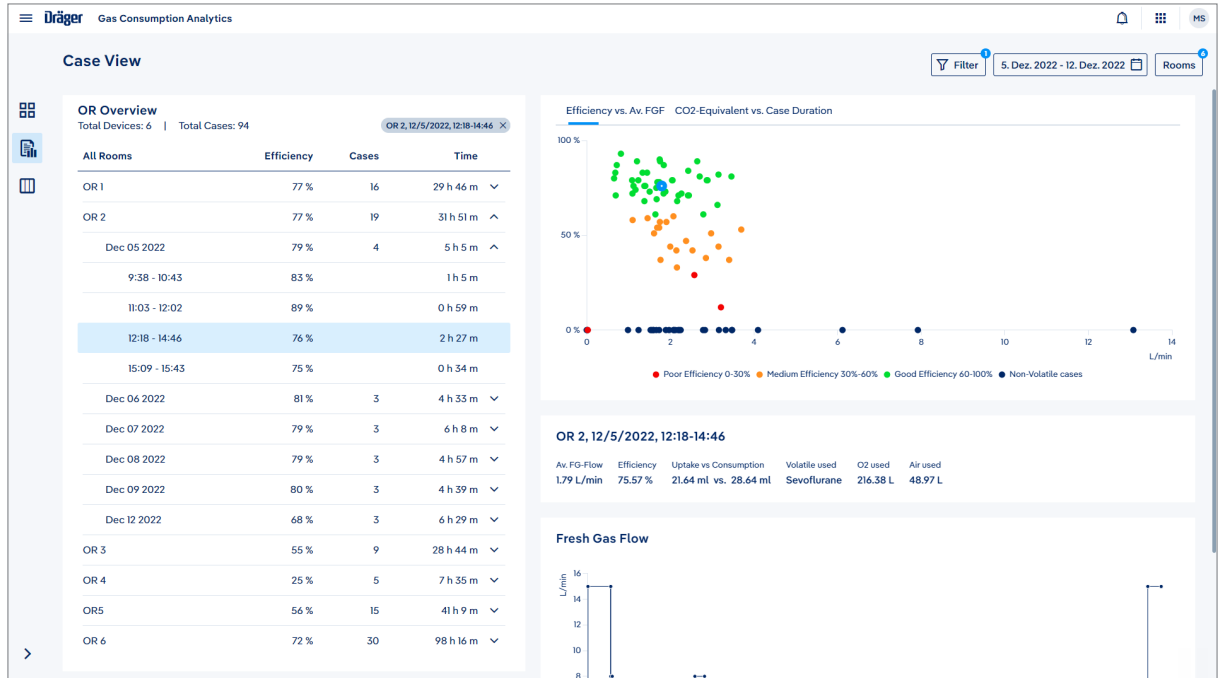 Dräger Gas Consumption Analytics
MS
Case View
Filter 1
5. Dez. 2022 - 12. Dez. 2022
Rooms 6
OR Overview
Total Devices: 6 | Total Cases: 94
OR 2, 12/5/2022, 12:18-14:46 ×
All Rooms Efficiency Cases Time
OR 1 77 % 16 29 h 46 m
OR 2 77 % 19 31 h 51 m
Dec 05 2022 79 % 4 5 h 5 m
9:38 - 10:43 83 % 1 h 5 m
11:03 - 12:02 89 % 0 h 59 m
12:18 - 14:46 76 % 2 h 27 m
15:09 - 15:43 75 % 0 h 34 m
Dec 06 2022 81 % 3 4 h 33 m
Dec 07 2022 79 % 3 6 h 8 m
Dec 08 2022 79 % 3 4 h 57 m
Dec 09 2022 80 % 3 4 h 39 m
Dec 12 2022 68 % 3 6 h 29 m
OR 3 55 % 9 28 h 44 m
OR 4 25 % 5 7 h 35 m
OR5 56 % 15 41 h 9 m
OR 6 72 % 30 98 h 16 m
Efficiency vs. Av. FGF CO2-Equivalent vs. Case Duration
100 %
50 %
0 %
0 2 4 6 8 10 12 14
L/min
Poor Efficiency 0-30% Medium Efficiency 30%-60% Good Efficiency 60-100% Non-Volatile cases
OR 2, 12/5/2022, 12:18-14:46
Av. FG-Flow Efficiency Uptake vs Consumption Volatile used O2 used Air used
1.79 L/min 75.57 % 21.64 ml vs. 28.64 ml Sevoflurane 216.38 L 48.97 L
Fresh Gas Flow
L/min
16
14
12
10
8